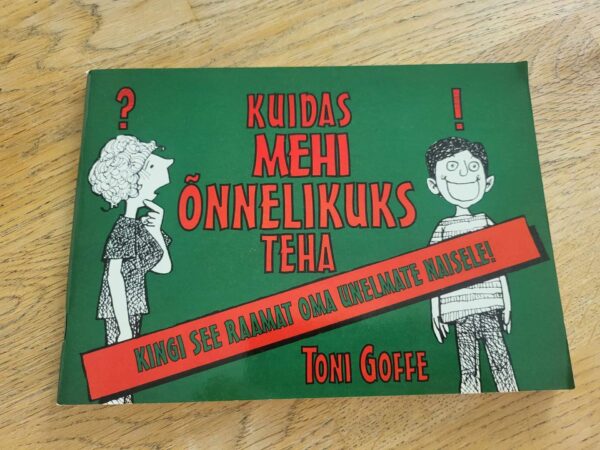 ?
!
KUIDAS
MEHI
ÕNNELIKUKS
TEHA
KINGI SEE RAAMAT OMA UNELMATE NAISELE!
TONI GOFFE